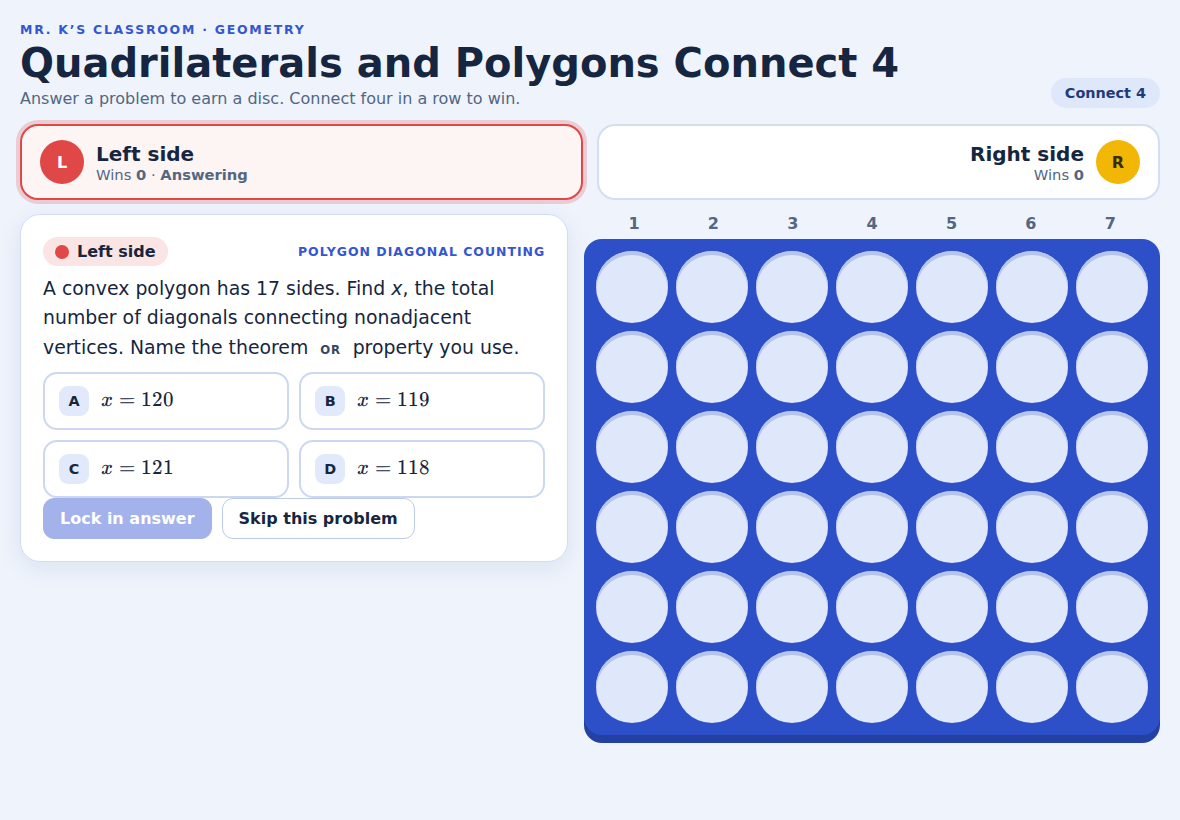 MR. K’S CLASSROOM · GEOMETRY
Quadrilaterals and Polygons Connect 4
Answer a problem to earn a disc. Connect four in a row to win.
Connect 4
L
Left side
Wins 0 · Answering
Right side
Wins 0
R
Left side
POLYGON DIAGONAL COUNTING
A convex polygon has 17 sides. Find x, the total
number of diagonals connecting nonadjacent
vertices. Name the theorem OR property you use.
A x = 120
B x = 119
C x = 121
D x = 118
Lock in answer
Skip this problem
1 2 3 4 5 6 7